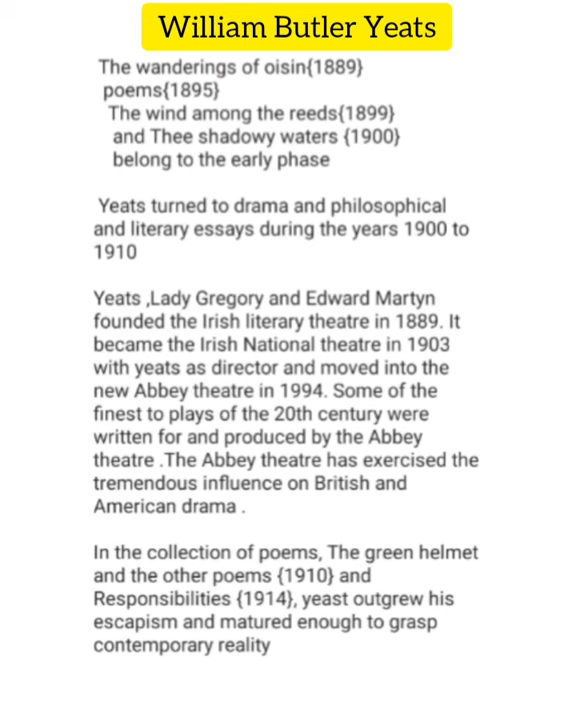 William Butler Yeats
The wanderings of oisin{1889}
poems{1895}
The wind among the reeds{1899}
and Thee shadowy waters {1900}
belong to the early phase
Yeats turned to drama and philosophical
and literary essays during the years 1900 to
1910
Yeats ,Lady Gregory and Edward Martyn
founded the Irish literary theatre in 1889. It
became the Irish National theatre in 1903
with yeats as director and moved into the
new Abbey theatre in 1994. Some of the
finest to plays of the 20th century were
written for and produced by the Abbey
theatre .The Abbey theatre has exercised the
tremendous influence on British and
American drama .
In the collection of poems, The green helmet
and the other poems {1910} and
Responsibilities {1914}, yeast outgrew his
escapism and matured enough to grasp
contemporary reality